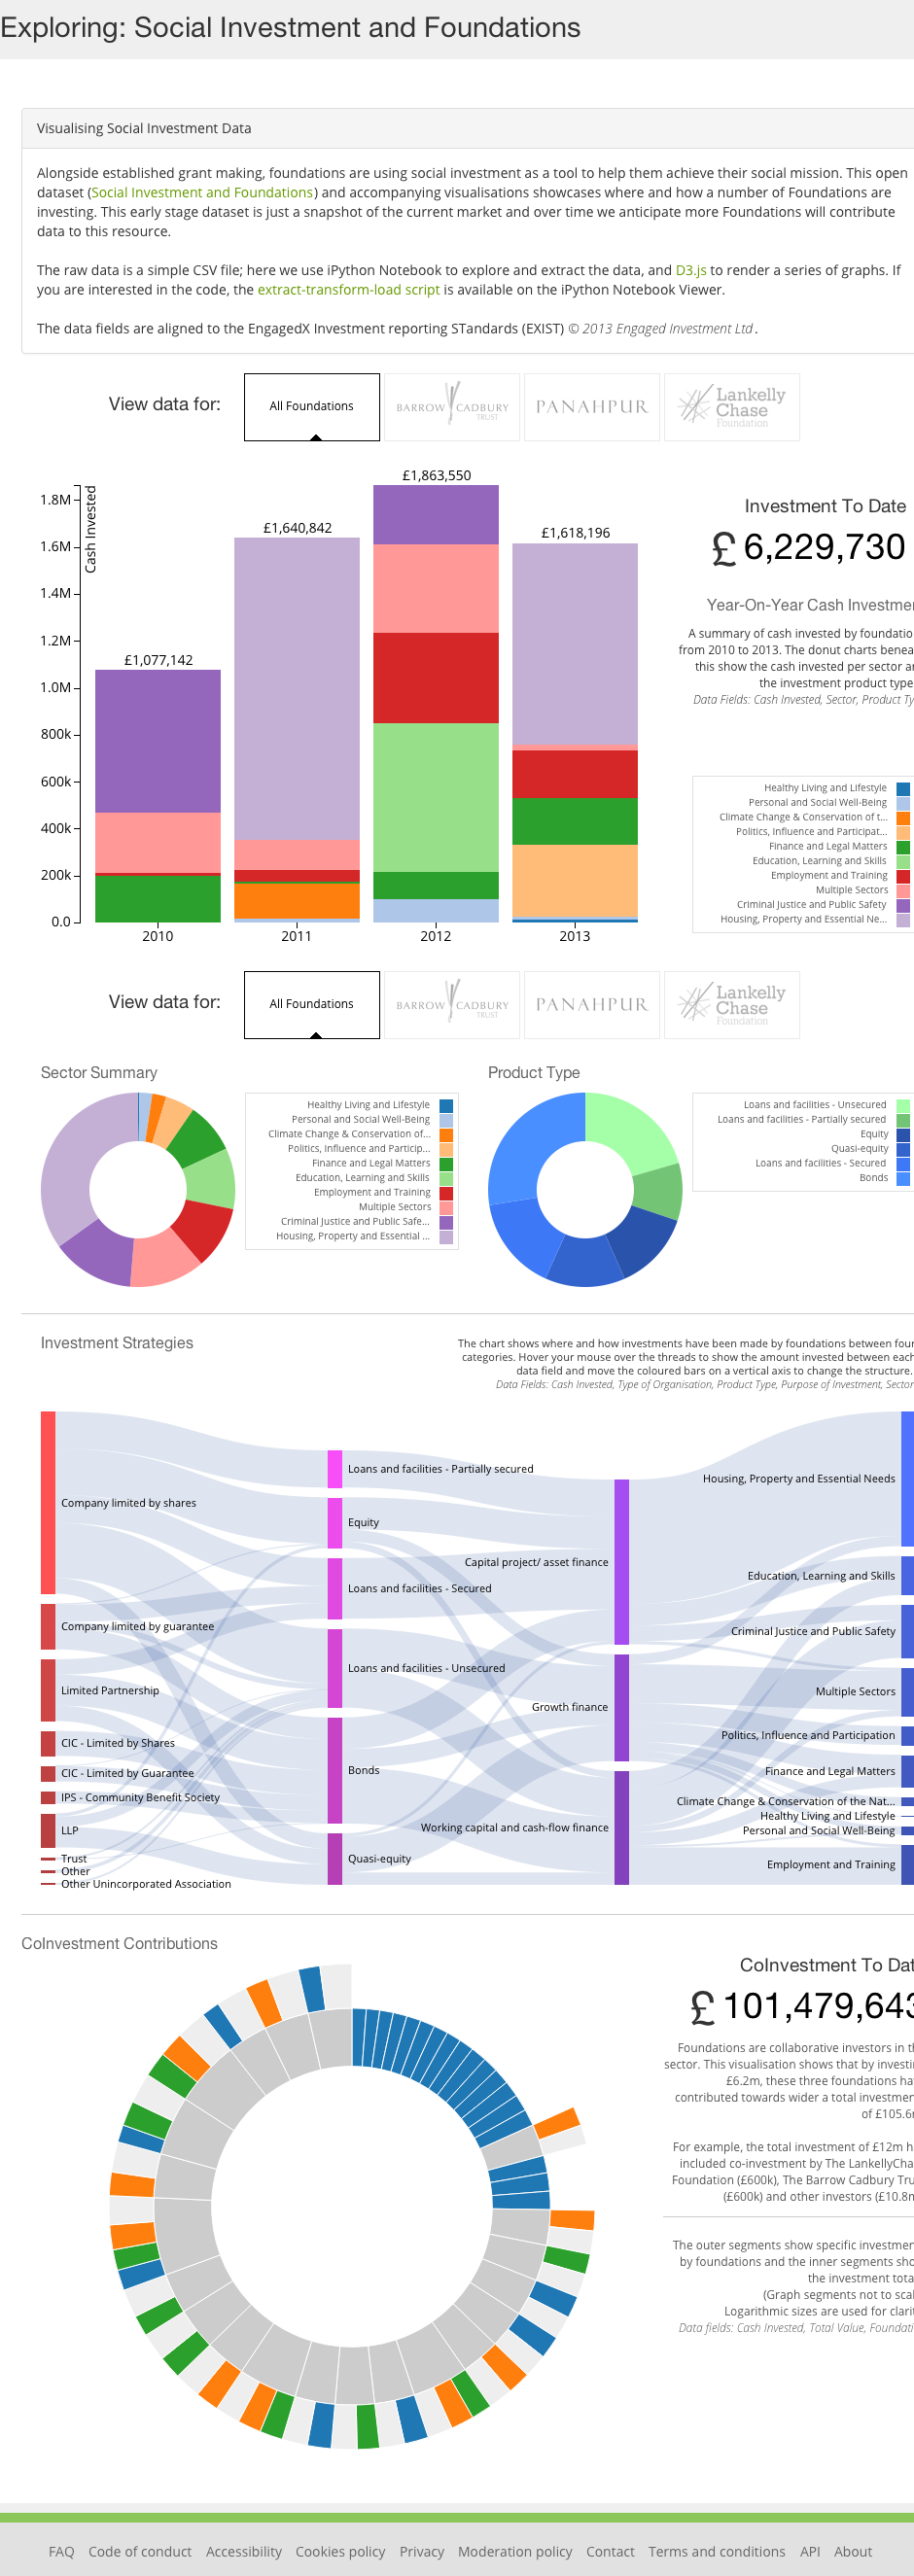 Exploring: Social Investment and Foundations
Visualising Social Investment Data
Alongside established grant making, foundations are using social investment as a tool to help them achieve their social mission. This open
dataset (Social Investment and Foundations) and accompanying visualisations showcases where and how a number of Foundations are
investing. This early stage dataset is just a snapshot of the current market and over time we anticipate more Foundations will contribute
data to this resource.
The raw data is a simple CSV file; here we use iPython Notebook to explore and extract the data, and D3.js to render a series of graphs. If
you are interested in the code, the extract-transform-load script is available on the iPython Notebook Viewer.
The data fields are aligned to the EngagedX Investment reporting STandards (EXIST) © 2013 Engaged Investment Ltd.
View data for:
All Foundations
BARROW CADBURY
TRUST
PANAHPUR
Lankelly
Chase
Foundation
Cash Invested
1.8M
1.6M
1.4M
1.2M
1.0M
800k
600k
400k
200k
0.0
£1,077,142
£1,640,842
£1,863,550
£1,618,196
2010
2011
2012
2013
Investment To Date
£ 6,229,730
Year-On-Year Cash Investme
A summary of cash invested by foundatio
from 2010 to 2013. The donut charts benea
this show the cash invested per sector a
the investment product type
Data Fields: Cash Invested, Sector, Product Ty
Healthy Living and Lifestyle
Personal and Social Well-Being
Climate Change & Conservation of t...
Politics, Influence and Participat...
Finance and Legal Matters
Education, Learning and Skills
Employment and Training
Multiple Sectors
Criminal Justice and Public Safety
Housing, Property and Essential Ne...
View data for:
All Foundations
BARROW CADBURY
TRUST
PANAHPUR
Lankelly
Chase
Foundation
Sector Summary
Healthy Living and Lifestyle
Personal and Social Well-Being
Climate Change & Conservation of...
Politics, Influence and Particip...
Finance and Legal Matters
Education, Learning and Skills
Employment and Training
Multiple Sectors
Criminal Justice and Public Safe...
Housing, Property and Essential ...
Product Type
Loans and facilities - Unsecured
Loans and facilities - Partially secured
Equity
Quasi-equity
Loans and facilities - Secured
Bonds
Investment Strategies
The chart shows where and how investments have been made by foundations between four
categories. Hover your mouse over the threads to show the amount invested between each
data field and move the coloured bars on a vertical axis to change the structure.
Data Fields: Cash Invested, Type of Organisation, Product Type, Purpose of Investment, Sector
Company limited by shares
Company limited by guarantee
Limited Partnership
CIC - Limited by Shares
CIC - Limited by Guarantee
IPS - Community Benefit Society
LLP
Trust
Other
Other Unincorporated Association
Loans and facilities - Partially secured
Equity
Loans and facilities - Secured
Loans and facilities - Unsecured
Bonds
Quasi-equity
Capital project/ asset finance
Growth finance
Working capital and cash-flow finance
Housing, Property and Essential Needs
Education, Learning and Skills
Criminal Justice and Public Safety
Multiple Sectors
Politics, Influence and Participation
Finance and Legal Matters
Climate Change & Conservation of the Nat...
Healthy Living and Lifestyle
Personal and Social Well-Being
Employment and Training
CoInvestment Contributions
CoInvestment To Dat
£ 101,479,643
Foundations are collaborative investors in t
sector. This visualisation shows that by investi
£6.2m, these three foundations ha
contributed towards wider a total investmen
of £105.6
For example, the total investment of £12m h
included co-investment by The LankellyCha
Foundation (£600k), The Barrow Cadbury Tru
(£600k) and other investors (£10.8
The outer segments show specific investmen
by foundations and the inner segments sho
the investment tota
(Graph segments not to scal
Logarithmic sizes are used for clari
Data fields: Cash Invested, Total Value, Foundati
FAQ Code of conduct Accessibility Cookies policy Privacy Moderation policy Contact Terms and conditions API About